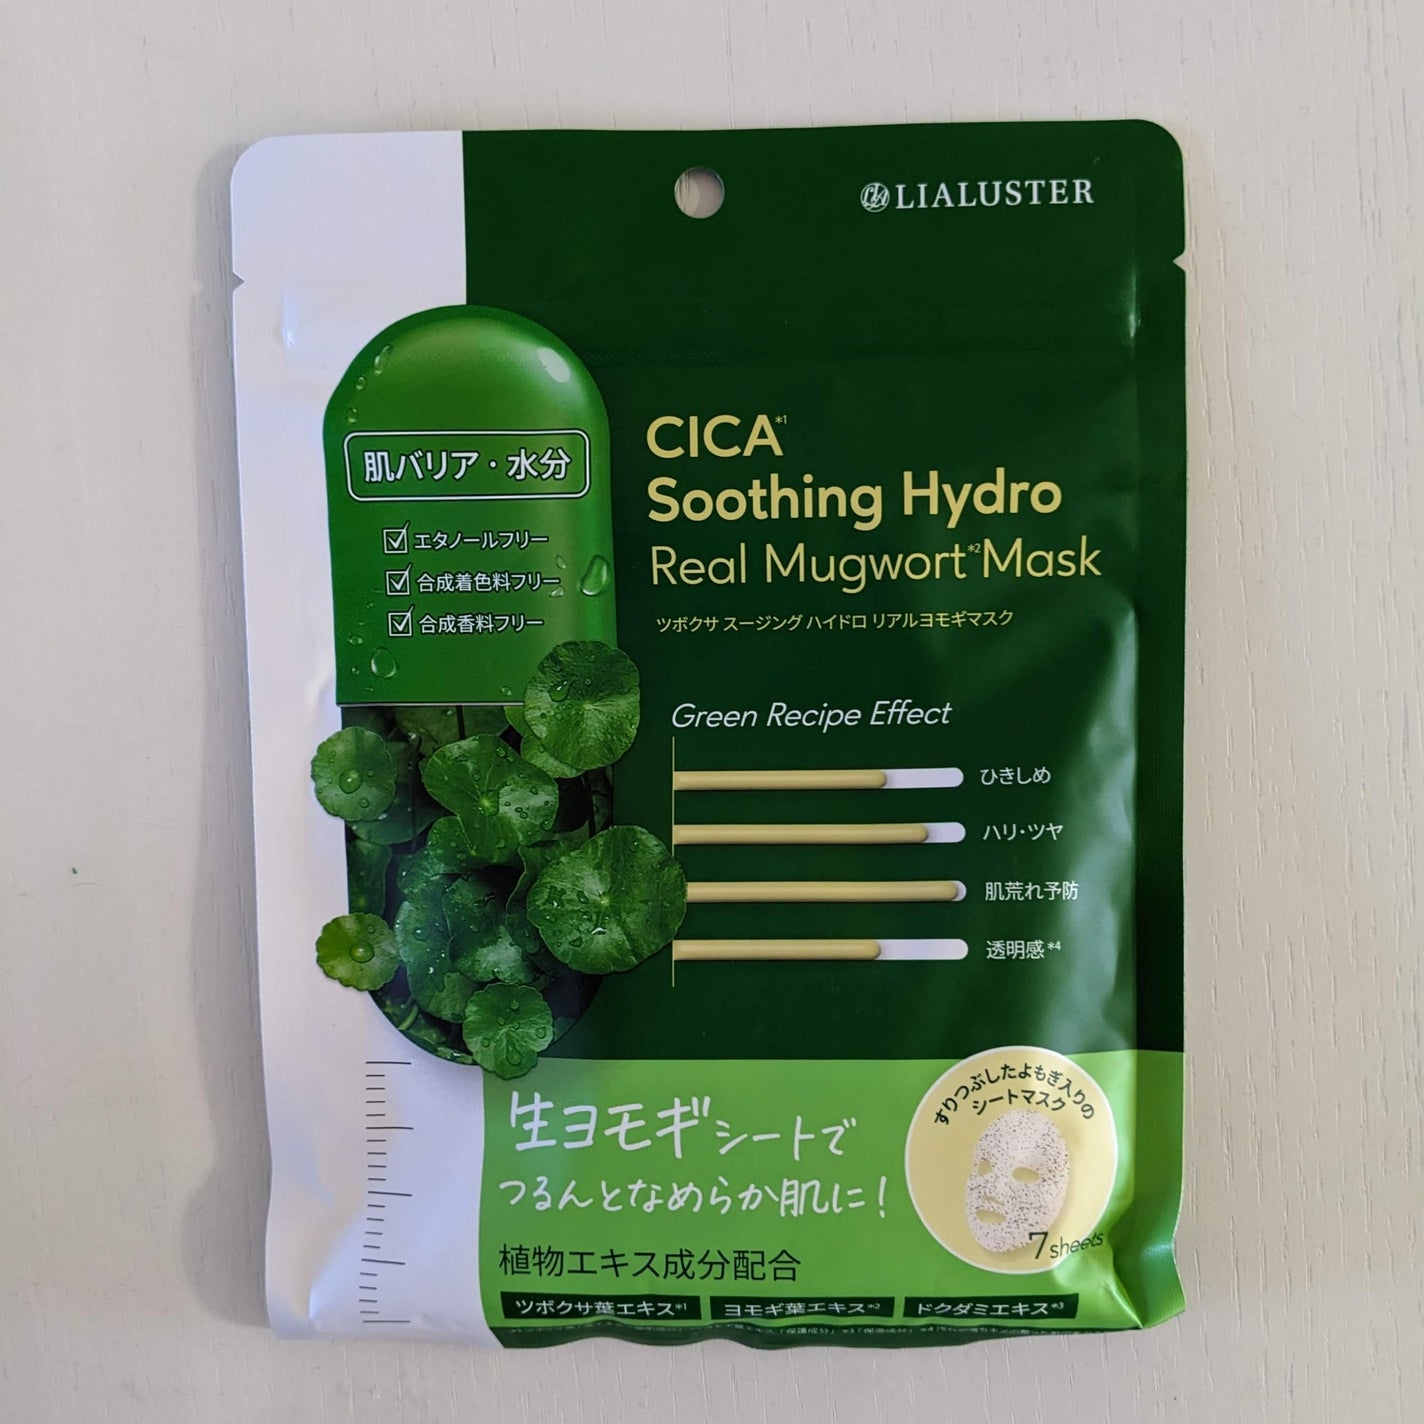 LIALUSTER
肌バリア・水分
エタノールフリー
合成着色料フリー
合成香料フリー
CICA*1
Soothing Hydro
Real Mugwort*2 Mask
ツボクサ スージング ハイドロ リアルヨモギマスク
Green Recipe Effect
ひきしめ
ハリ・ツヤ
肌荒れ予防
透明感*4
生ヨモギシートで
つるんとなめらか肌に!
すりつぶしたよもぎ入りの
シートマスク
7 sheets
植物エキス成分配合
ツボクサ葉エキス*1 ヨモギ葉エキス*2 ドクダミエキス*3